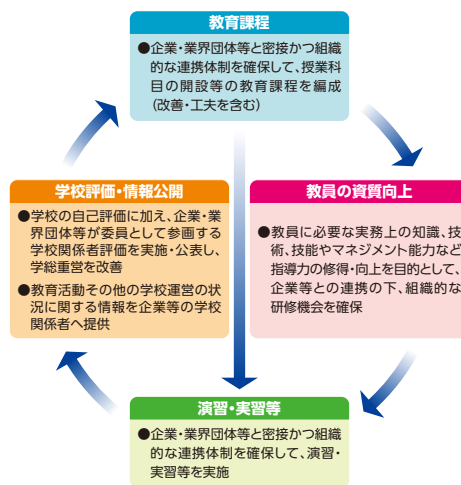 教育課程
●企業・業界団体等と密接かつ組織
的な連携体制を確保して、授業科
目の開設等の教育課程を編成
（改善・工夫を含む）
学校評価・情報公開
●学校の自己評価に加え、企業・業
界団体等が委員として参画する
学校関係者評価を実施・公表し、
学総重営を改善
●教育活動その他の学校運営の状
況に関する情報を企業等の学校
関係者へ提供
教員の資質向上
●教員に必要な実務上の知識、技
術、技能やマネジメント能力など
指導力の修得・向上を目的として、
企業等との連携の下、組織的な
研修機会を確保
演習・実習等
●企業・業界団体等と密接かつ組織
的な連携体制を確保して、演習・
実習等を実施